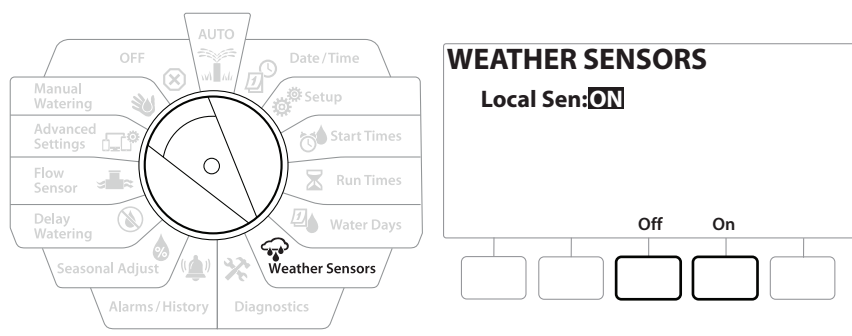 AUTO
OFF
Date/Time
Manual
Watering
Setup
Advanced
Settings
Start Times
Flow
Sensor
Run Times
Delay
Watering
Water Days
Seasonal Adjust
Weather Sensors
Alarms/History
Diagnostics
WEATHER SENSORS
Local Sen:ON
Off On